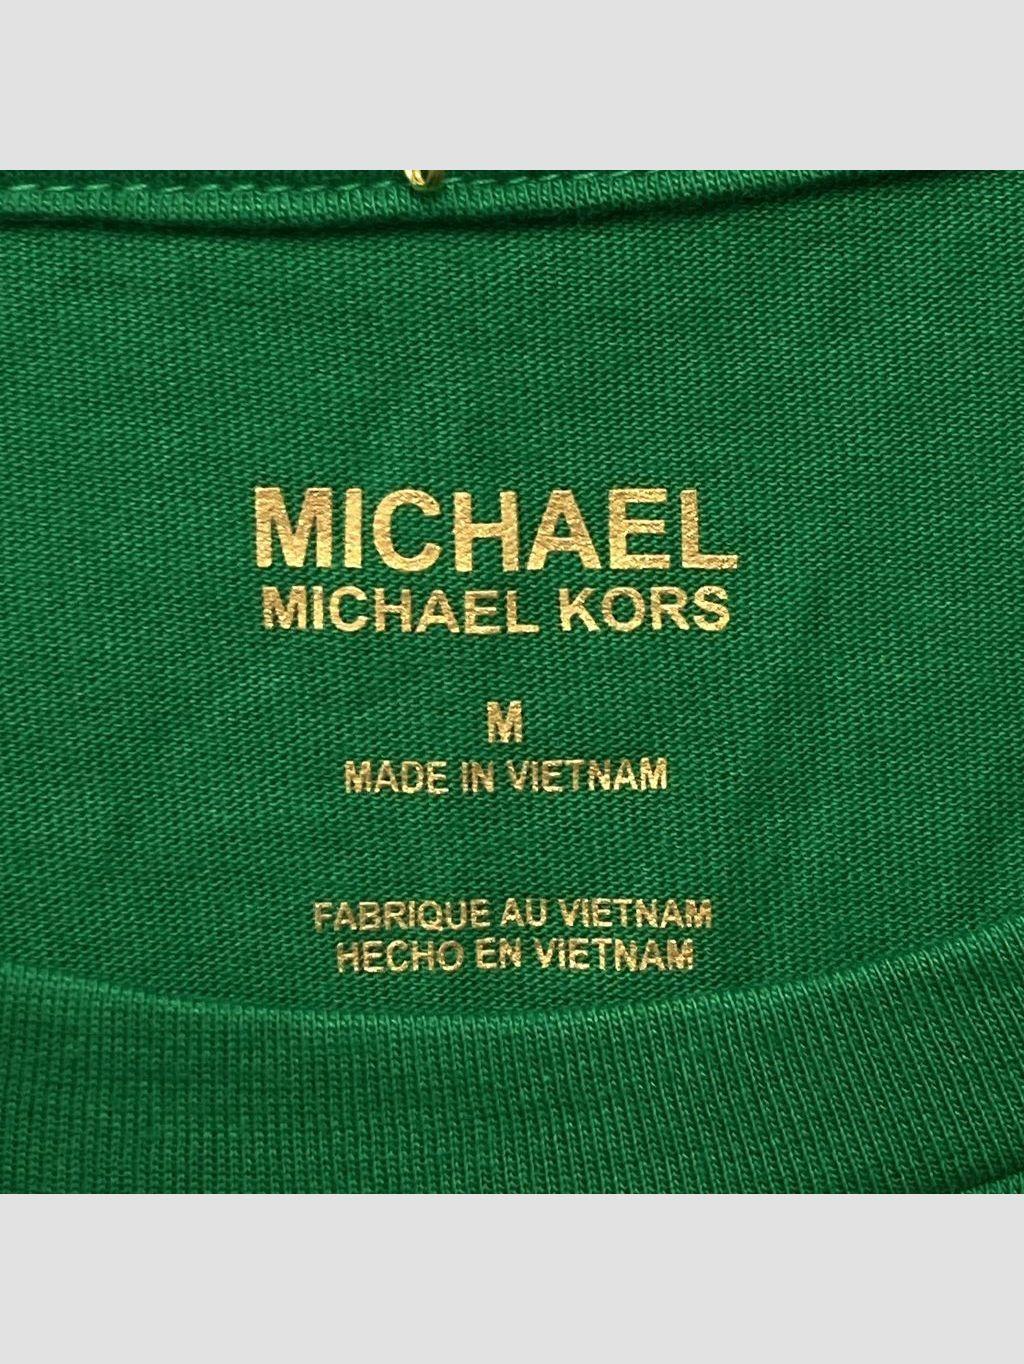 MICHAEL
MICHAEL KORS
M
MADE IN VIETNAM
FABRIQUE AU VIETNAM
HECHO EN VIETNAM